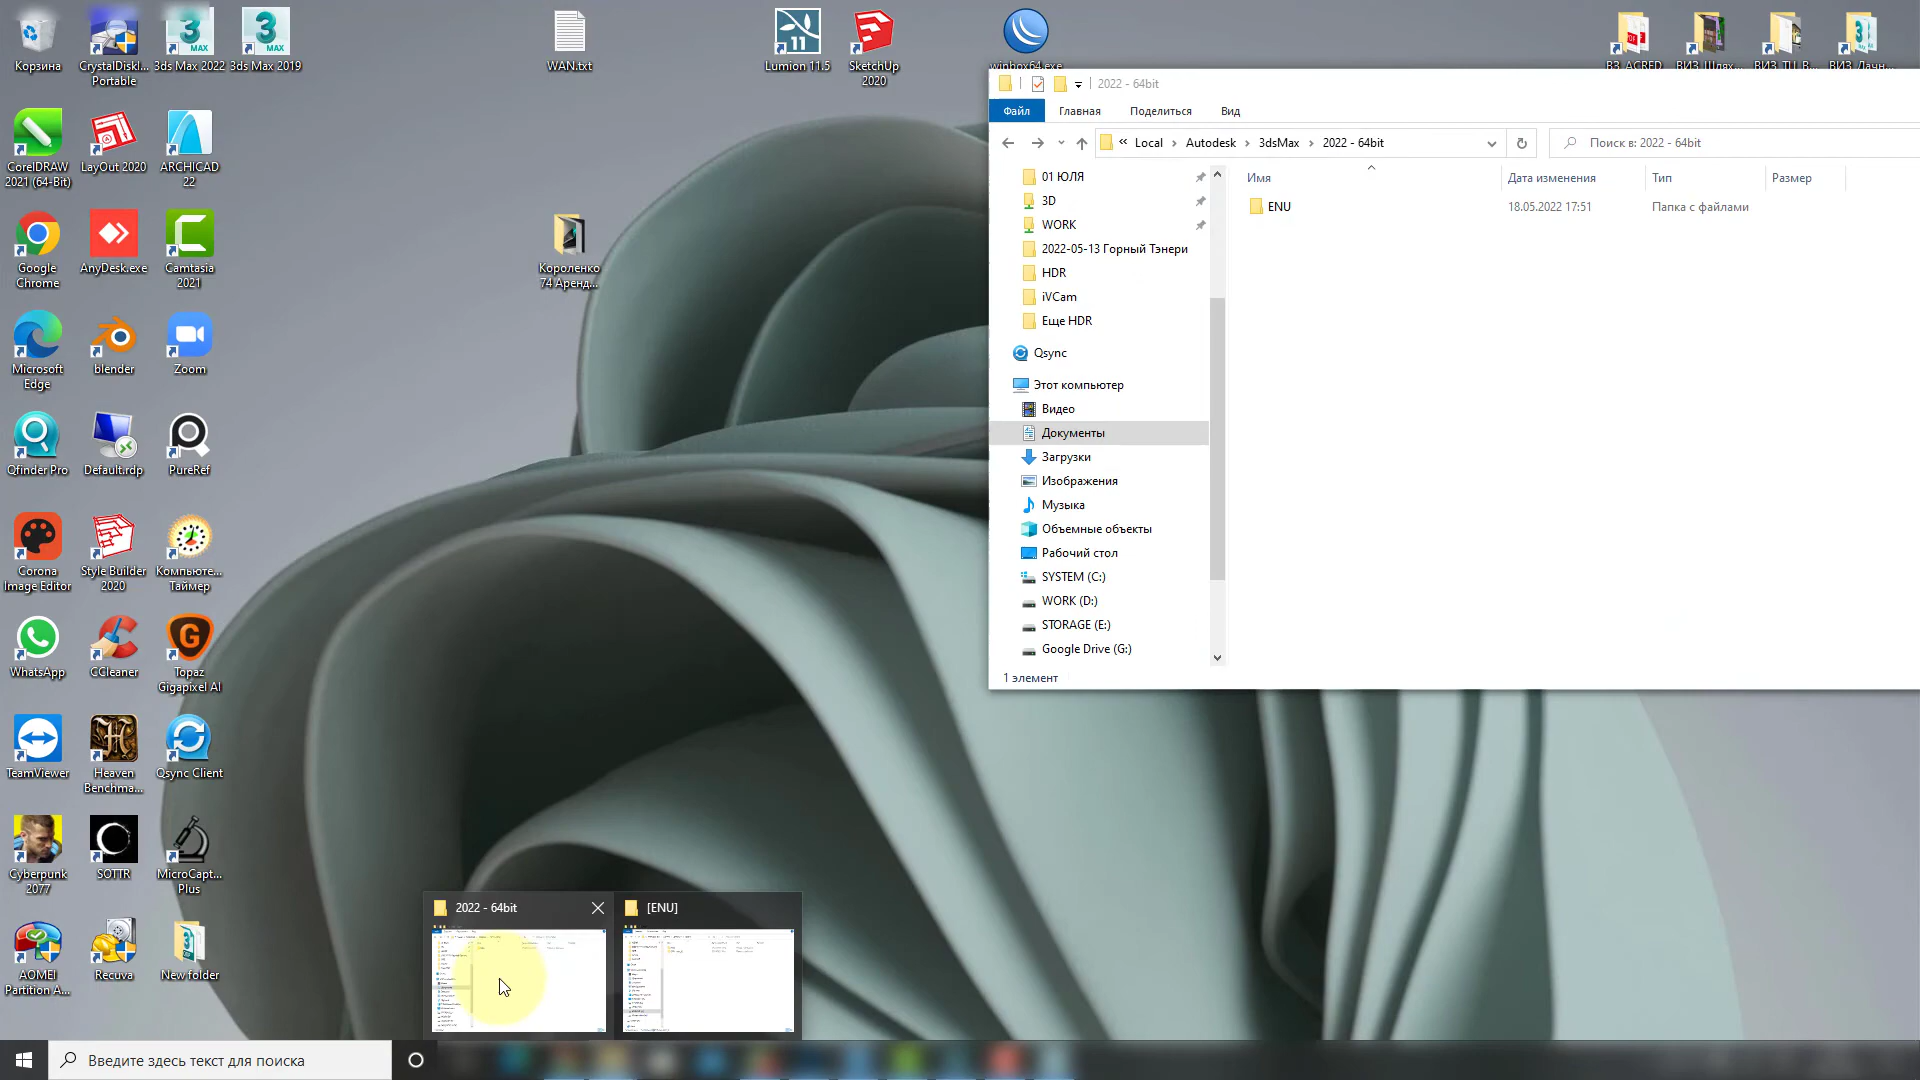 Корзина
CrystalDiskI...
Portable
3ds Max 2022
3ds Max 2019
WAN.txt
Lumion 11.5
SketchUp
2020
winbox64.exe
ВЗ_ACRED
ВИЗ_Шлях...
ВИЗ_ТЦ_В...
ВИЗ_Дачн...
CorelDRAW
2021 (64-Bit)
LayOut 2020
ARCHICAD
22
Google
Chrome
AnyDesk.exe
Camtasia
2021
Короленко
74 Аренд...
Microsoft
Edge
blender
Zoom
Qfinder Pro
Default.rdp
PureRef
Corona
Image Editor
Style Builder
2020
Компьюте...
Таймер
WhatsApp
CCleaner
Topaz
Gigapixel AI
TeamViewer
Heaven
Benchma...
Qsync Client
Cyberpunk
2077
SOTTR
MicroCapt...
Plus
AOMEI
Partition A...
Recuva
New folder
2022 - 64bit
Файл
Главная
Поделиться
Вид
« Local › Autodesk › 3dsMax › 2022 - 64bit
Поиск в: 2022 - 64bit
01 ЮЛЯ
3D
WORK
2022-05-13 Горный Тэнери
HDR
iVCam
Еще HDR
Qsync
Этот компьютер
Видео
Документы
Загрузки
Изображения
Музыка
Объемные объекты
Рабочий стол
SYSTEM (C:)
WORK (D:)
STORAGE (E:)
Google Drive (G:)
Имя
Дата изменения
Тип
Размер
ENU
18.05.2022 17:51
Папка с файлами
1 элемент
2022 - 64bit
[ENU]
Введите здесь текст для поиска